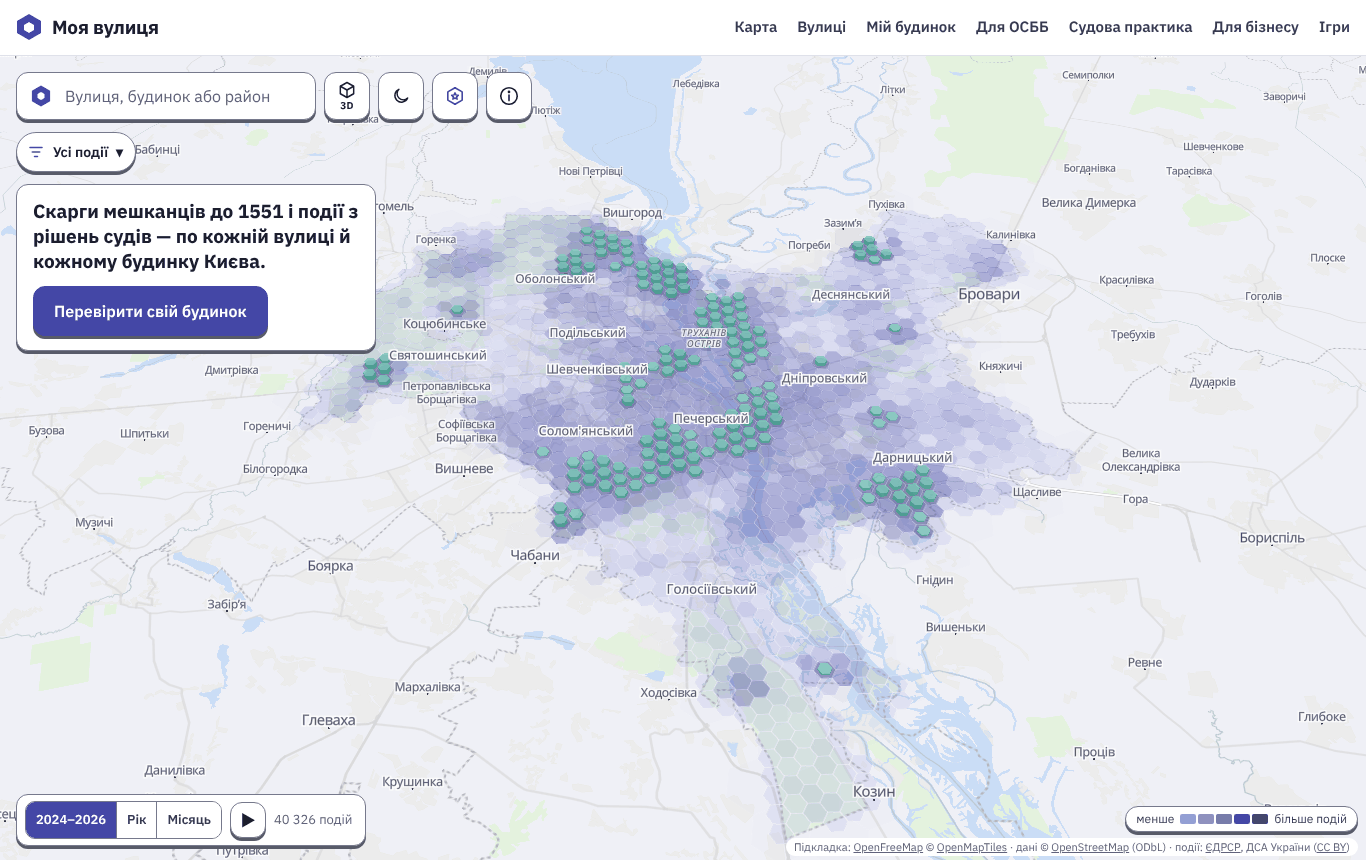 Моя вулиця
Карта Вулиці Мій будинок Для ОСББ Судова практика Для бізнесу Ігри
Вулиця, будинок або район
3D
Усі події ▾
Скарги мешканців до 1551 і події з
рішень судів — по кожній вулиці й
кожному будинку Києва.
Перевірити свій будинок
Демидів
Лебедівка
Літки
Семиполки
Заворичі
Лютіж
Бабинці
Нові Петрівці
Шевченкове
Богданівка
Тарасівка
Вишгород
Пухівка
Велика Димерка
Зазим'я
Калинівка
Горенка
Погреби
Плоске
Оболонський
Деснянський
Бровари
Красилівка
Гоголів
Коцюбинське
Подільський
ТРУХАНІВ
ОСТРІВ
Требухів
Святошинський
Дмитрівка
Шевченківський
Дніпровський
Княжичі
Дударків
Петропавлівська
Борщагівка
Печерський
Бузова
Шпитьки
Гореничі
Софіївська
Борщагівка
Солом'янський
Дарницький
Велика
Олександрівка
Білогородка
Вишневе
Щасливе
Гора
Музичі
Бориспіль
Чабани
Боярка
Гнідин
Голосіївський
Забір'я
Вишеньки
Ревне
Мархалівка
Ходосівка
Глеваха
Глибоке
Проців
Данилівка
Крушинка
Козин
2024–2026 Рік Місяць 40 326 подій
менше більше подій
Путрівка
Підкладка: OpenFreeMap © OpenMapTiles · дані © OpenStreetMap (ODbL) · події: ЄДРСР, ДСА України (CC BY)